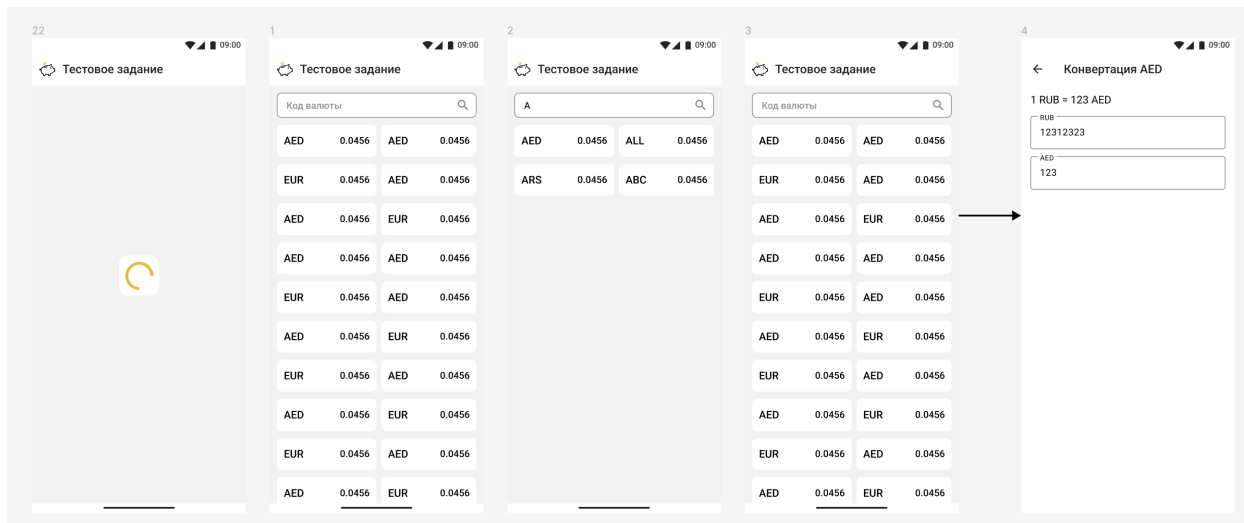 22
09:00
Тестовое задание
1
09:00
Тестовое задание
Код валюты
AED 0.0456 AED 0.0456
EUR 0.0456 AED 0.0456
AED 0.0456 EUR 0.0456
AED 0.0456 AED 0.0456
EUR 0.0456 AED 0.0456
AED 0.0456 EUR 0.0456
EUR 0.0456 AED 0.0456
AED 0.0456 EUR 0.0456
EUR 0.0456 AED 0.0456
AED 0.0456 EUR 0.0456
2
09:00
Тестовое задание
A
AED 0.0456 ALL 0.0456
ARS 0.0456 ABC 0.0456
3
09:00
Тестовое задание
Код валюты
AED 0.0456 AED 0.0456
EUR 0.0456 AED 0.0456
AED 0.0456 EUR 0.0456
AED 0.0456 AED 0.0456
EUR 0.0456 AED 0.0456
AED 0.0456 EUR 0.0456
EUR 0.0456 AED 0.0456
AED 0.0456 EUR 0.0456
EUR 0.0456 AED 0.0456
AED 0.0456 EUR 0.0456
4
09:00
Конвертация AED
1 RUB = 123 AED
RUB
12312323
AED
123